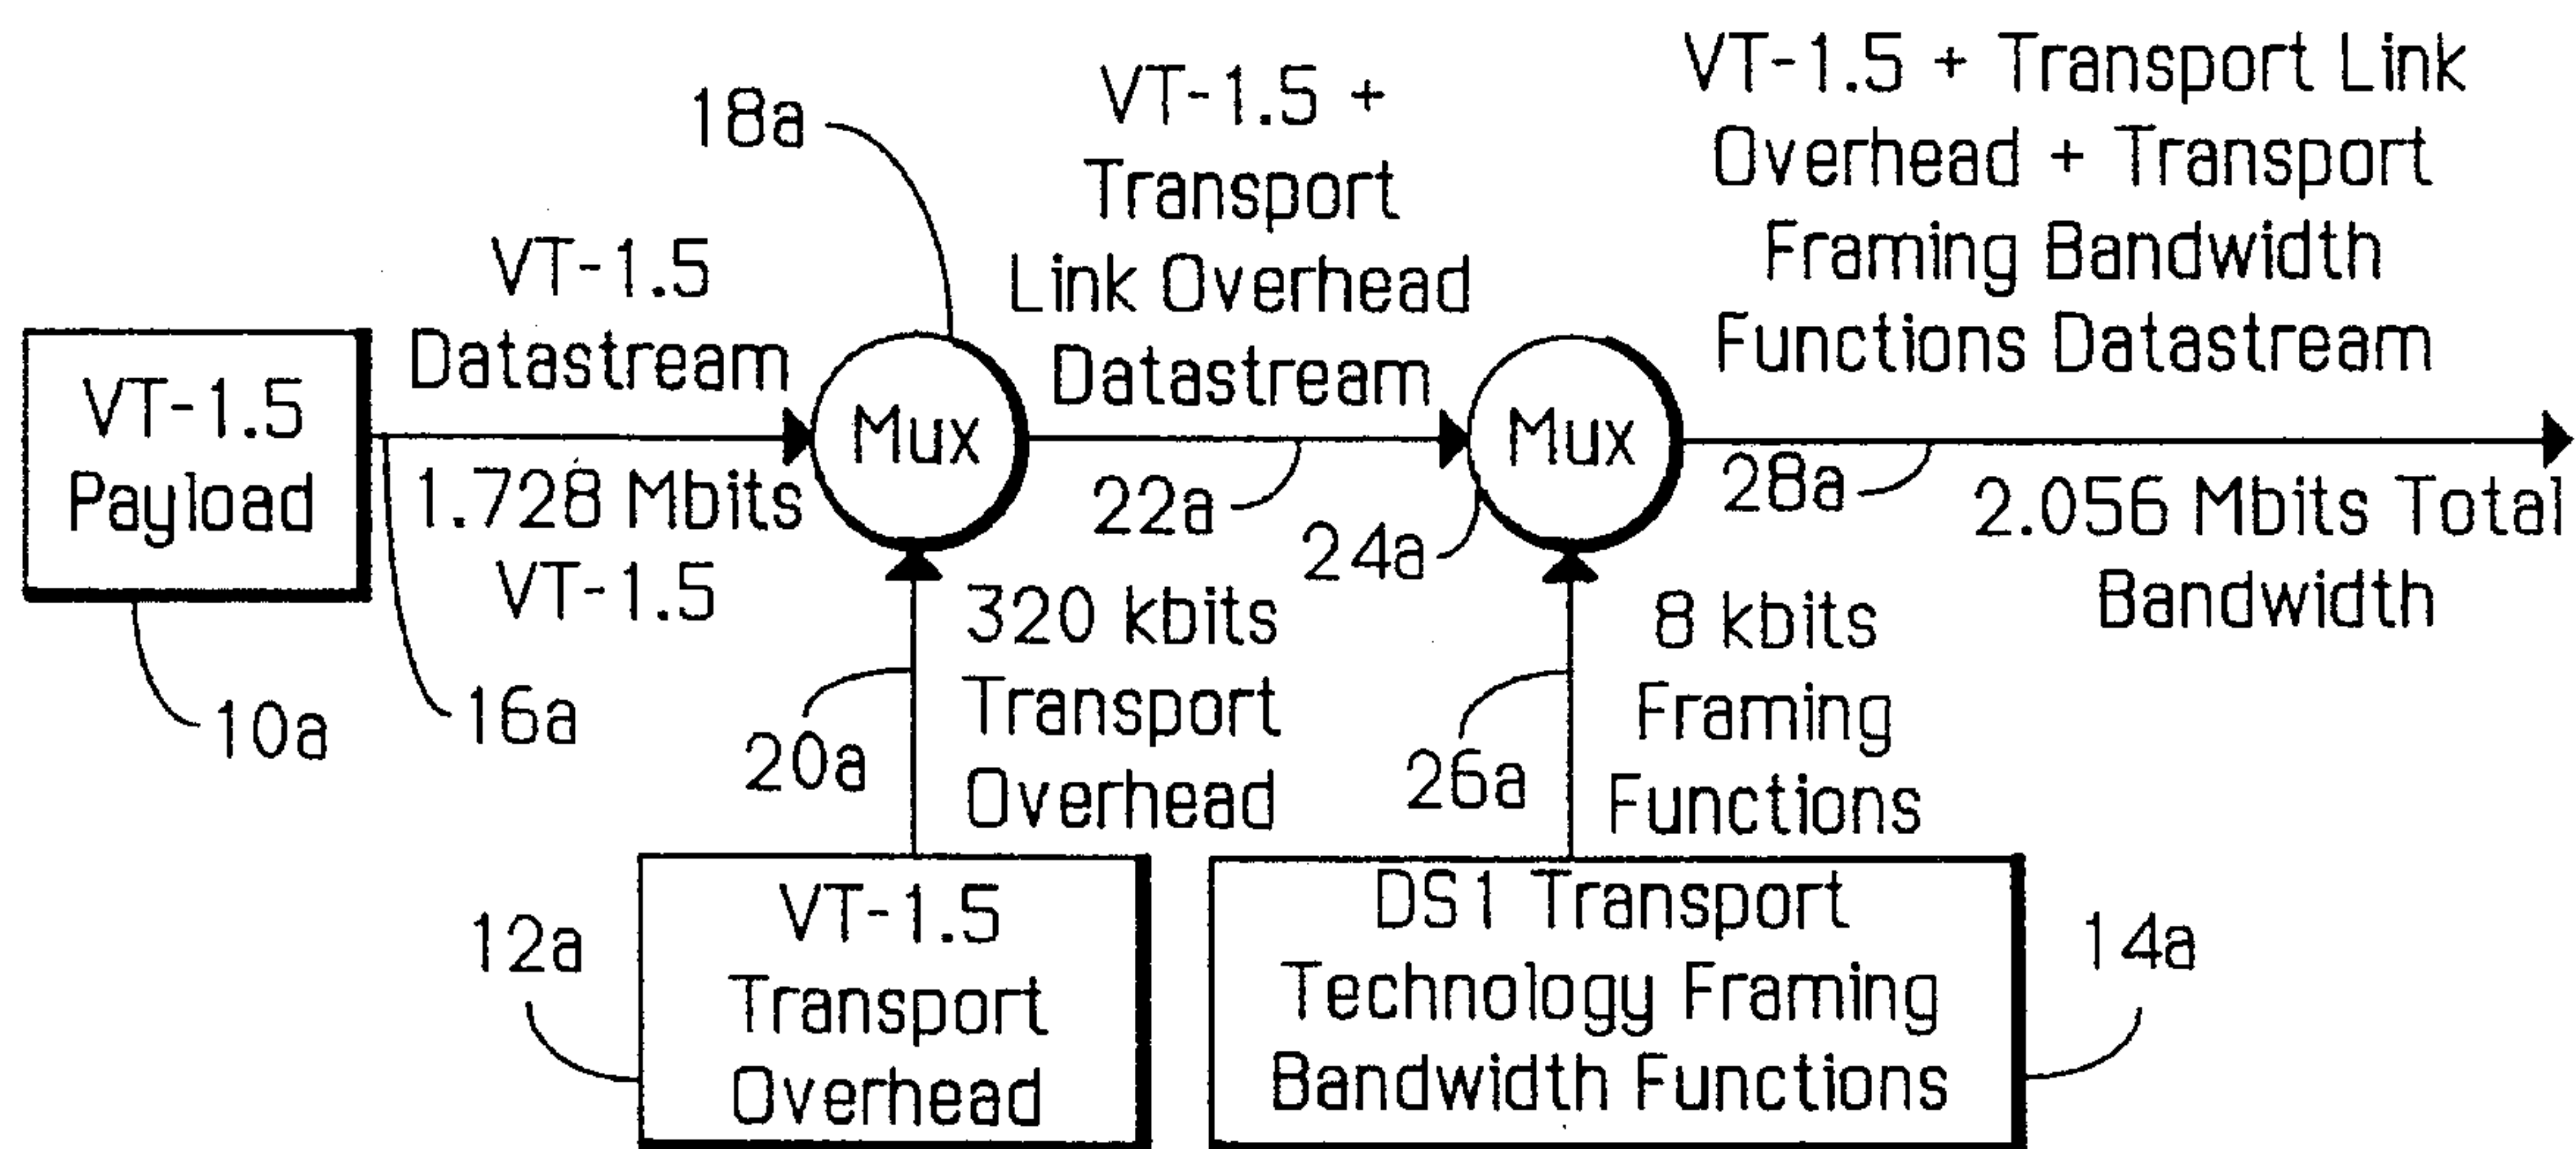 VT-1.5
Payload
10a
VT-1.5
Datastream
1.728 Mbits
VT-1.5
16a
18a
Mux
20a
320 kbits
Transport
Overhead
12a
VT-1.5
Transport
Overhead
VT-1.5 +
Transport
Link Overhead
Datastream
22a
24a
Mux
26a
8 kbits
Framing
Functions
DS1 Transport
Technology Framing
Bandwidth Functions
14a
VT-1.5 + Transport Link
Overhead + Transport
Framing Bandwidth
Functions Datastream
28a
2.056 Mbits Total
Bandwidth